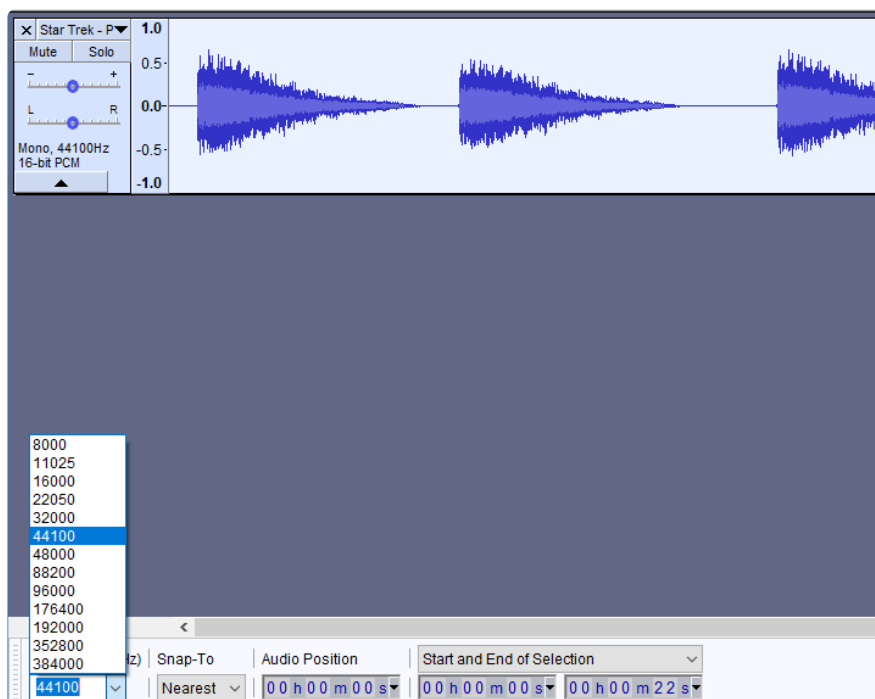 Star Trek - P
Mute Solo
- +
L R
Mono, 44100Hz
16-bit PCM
1.0
0.5-
0.0-
-0.5-
-1.0
8000
11025
16000
22050
32000
44100
48000
88200
96000
176400
192000
352800
384000
Hz) Snap-To Audio Position Start and End of Selection
44100 Nearest 00 h 00 m 00 s 00 h 00 m 00 s 00 h 00 m 22 s